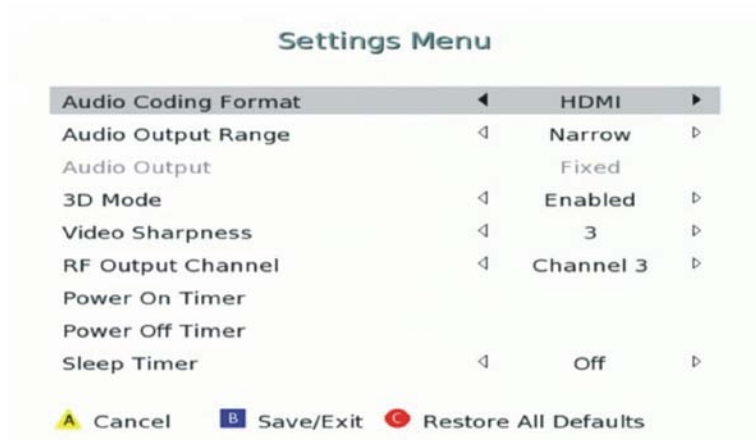 Settings Menu
Audio Coding Format HDMI
Audio Output Range Narrow
Audio Output Fixed
3D Mode Enabled
Video Sharpness 3
RF Output Channel Channel 3
Power On Timer
Power Off Timer
Sleep Timer Off
A Cancel B Save/Exit C Restore All Defaults